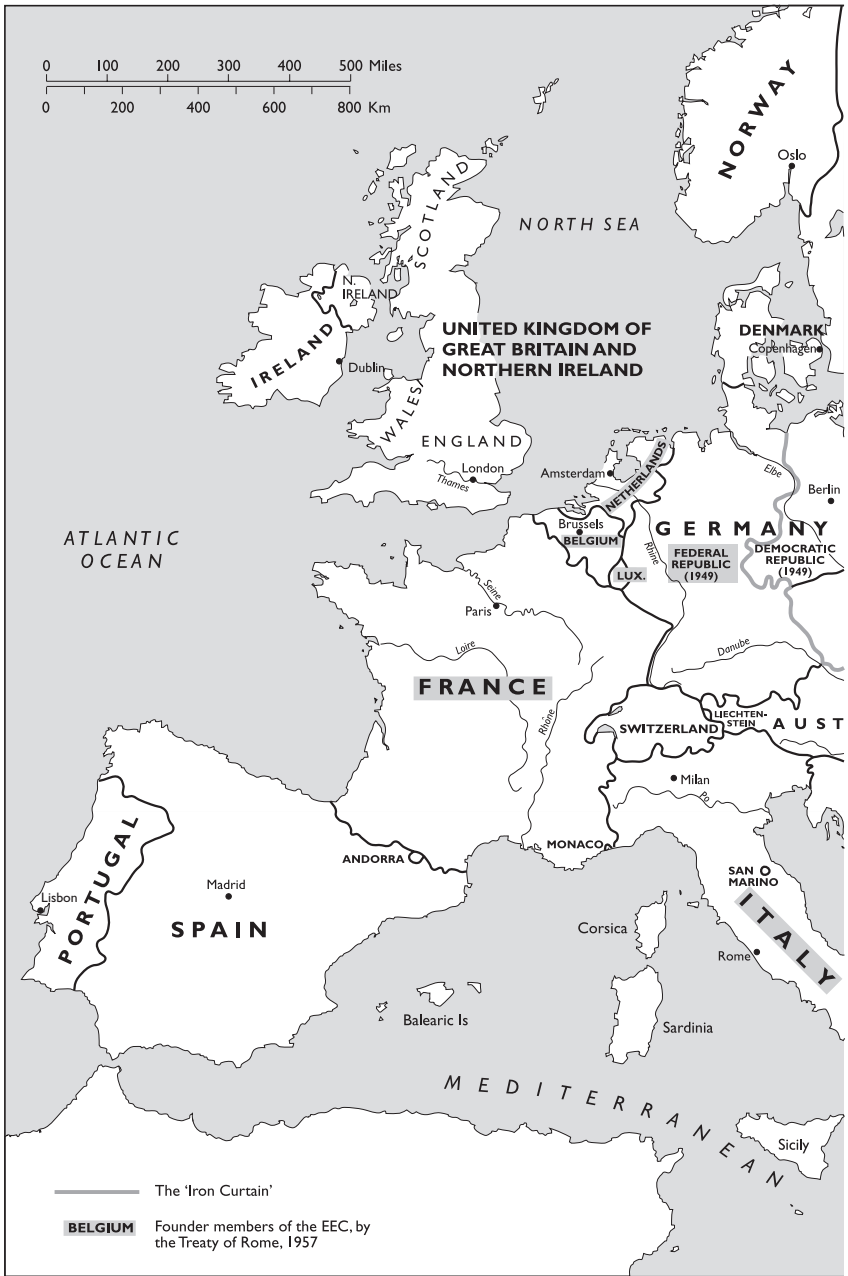 0 100 200 300 400 500 Miles
0 200 400 600 800 Km
NORWAY
Oslo
SCOTLAND
NORTH SEA
N.
IRELAND
UNITED KINGDOM OF
GREAT BRITAIN AND
NORTHERN IRELAND
DENMARK
Copenhagen
IRELAND
Dublin
WALES
ENGLAND
London
Thames
Amsterdam
NETHERLANDS
Elbe
Berlin
ATLANTIC
OCEAN
Brussels
BELGIUM
GERMANY
Rhine
FEDERAL
REPUBLIC
(1949)
DEMOCRATIC
REPUBLIC
(1949)
LUX.
Seine
Paris
Loire
Danube
FRANCE
Rhône
SWITZERLAND
LIECHTEN-
STEIN
AUST
Milan
Po
PORTUGAL
MONACO
ANDORRA
SAN
MARINO
Lisbon
Madrid
SPAIN
ITALY
Corsica
Rome
Balearic Is
Sardinia
MEDITERRANEAN
Sicily
The 'Iron Curtain'
BELGIUM Founder members of the EEC, by
the Treaty of Rome, 1957